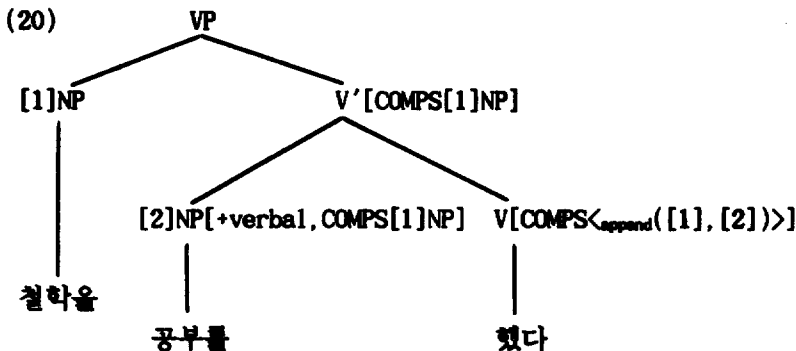 (20) VP
[1]NP V´[COMPS[1]NP]
[2]NP[+verbal,COMPS[1]NP] V[COMPS<append([1],[2])>]
철학을
공부를 했다